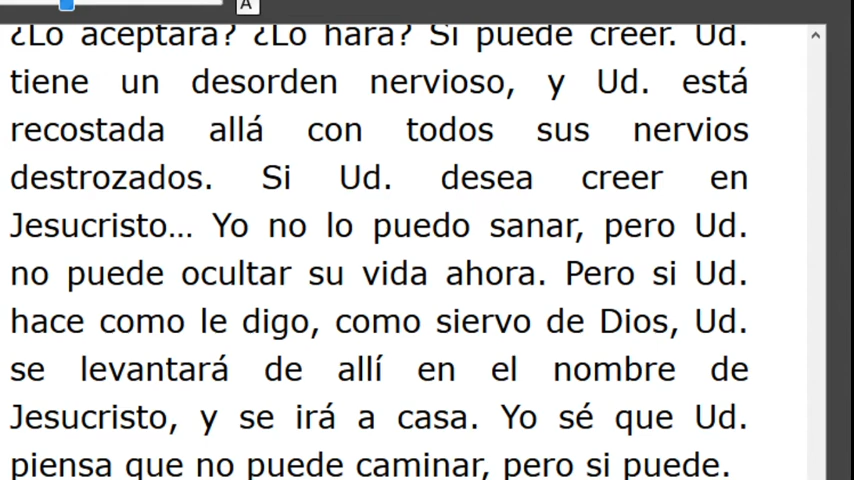 A
¿Lo aceptará? ¿Lo hará? Sí puede creer. Ud.
tiene un desorden nervioso, y Ud. está
recostada allá con todos sus nervios
destrozados. Si Ud. desea creer en
Jesucristo... Yo no lo puedo sanar, pero Ud.
no puede ocultar su vida ahora. Pero si Ud.
hace como le digo, como siervo de Dios, Ud.
se levantará de allí en el nombre de
Jesucristo, y se irá a casa. Yo sé que Ud.
piensa que no puede caminar, pero si puede.